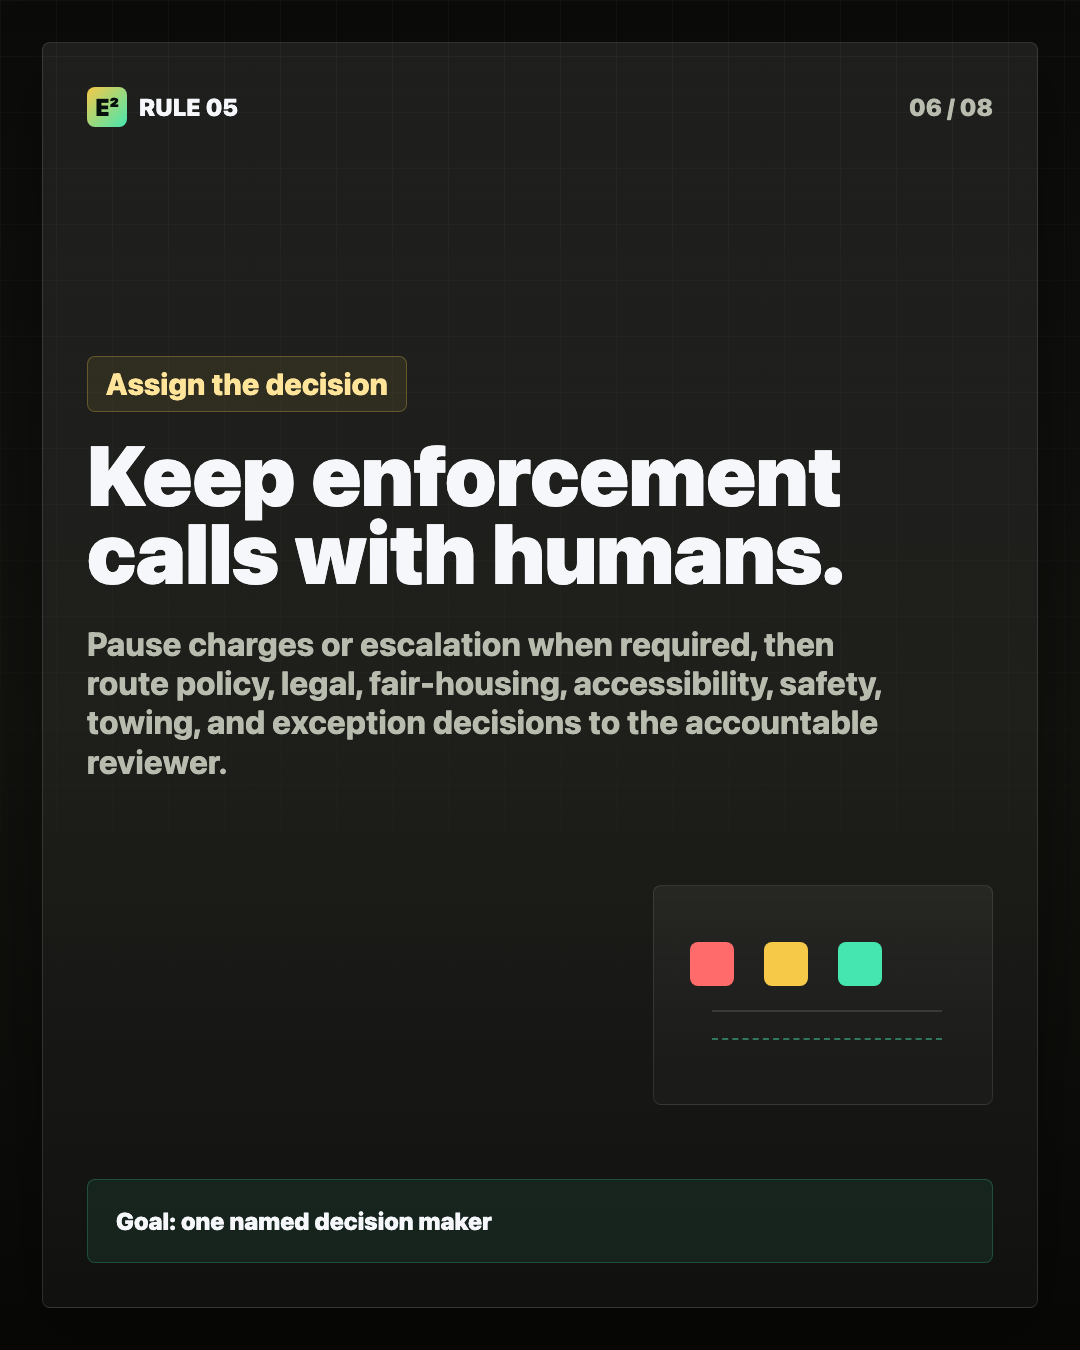 E² RULE 05
06 / 08
Assign the decision
Keep enforcement
calls with humans.
Pause charges or escalation when required, then
route policy, legal, fair-housing, accessibility, safety,
towing, and exception decisions to the accountable
reviewer.
Goal: one named decision maker